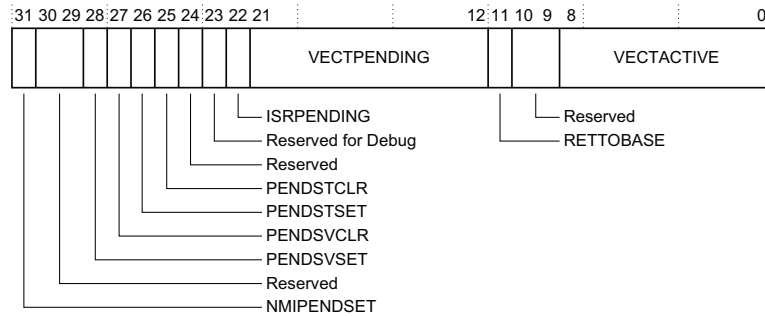 31 30 29 28 27 26 25 24 23 22 21 12 11 10 9 8 0
VECTPENDING VECTACTIVE
ISRPENDING Reserved
Reserved for Debug RETTOBASE
Reserved
PENDSTCLR
PENDSTSET
PENDSVCLR
PENDSVSET
Reserved
NMIPENDSET